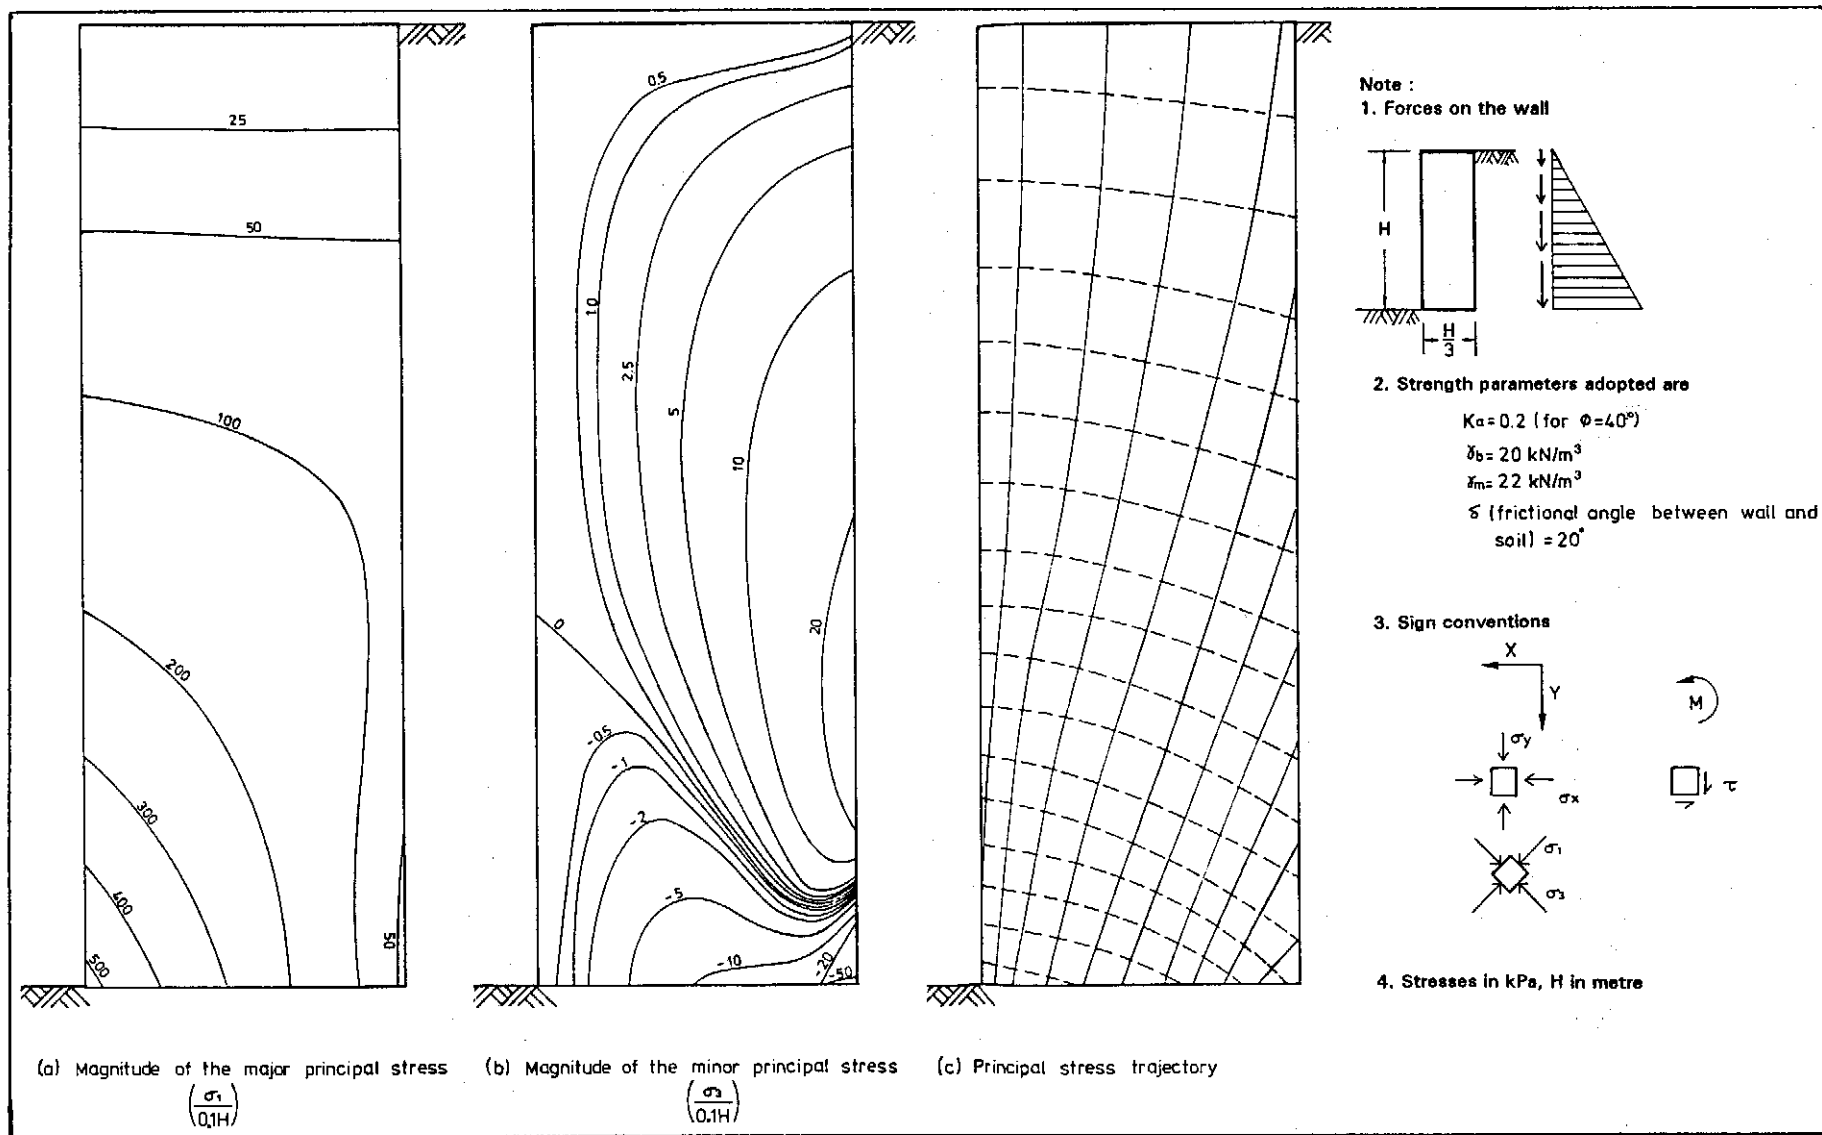 25
50
100
200
300
400
500
50
0.5
1.0
2.5
5
10
20
0
-0.5
-1
-2
-5
-10
-20
-50
(a) Magnitude of the major principal stress
(σ₁/0.1H)
(b) Magnitude of the minor principal stress
(σ₃/0.1H)
(c) Principal stress trajectory
Note :
1. Forces on the wall
H
H/3
2. Strength parameters adopted are
Ka = 0.2 (for Φ=40°)
γb = 20 kN/m³
γm = 22 kN/m³
δ (frictional angle between wall and
soil) = 20°
3. Sign conventions
X
Y
M
σy
σx
τ
σ₁
σ₃
4. Stresses in kPa, H in metre